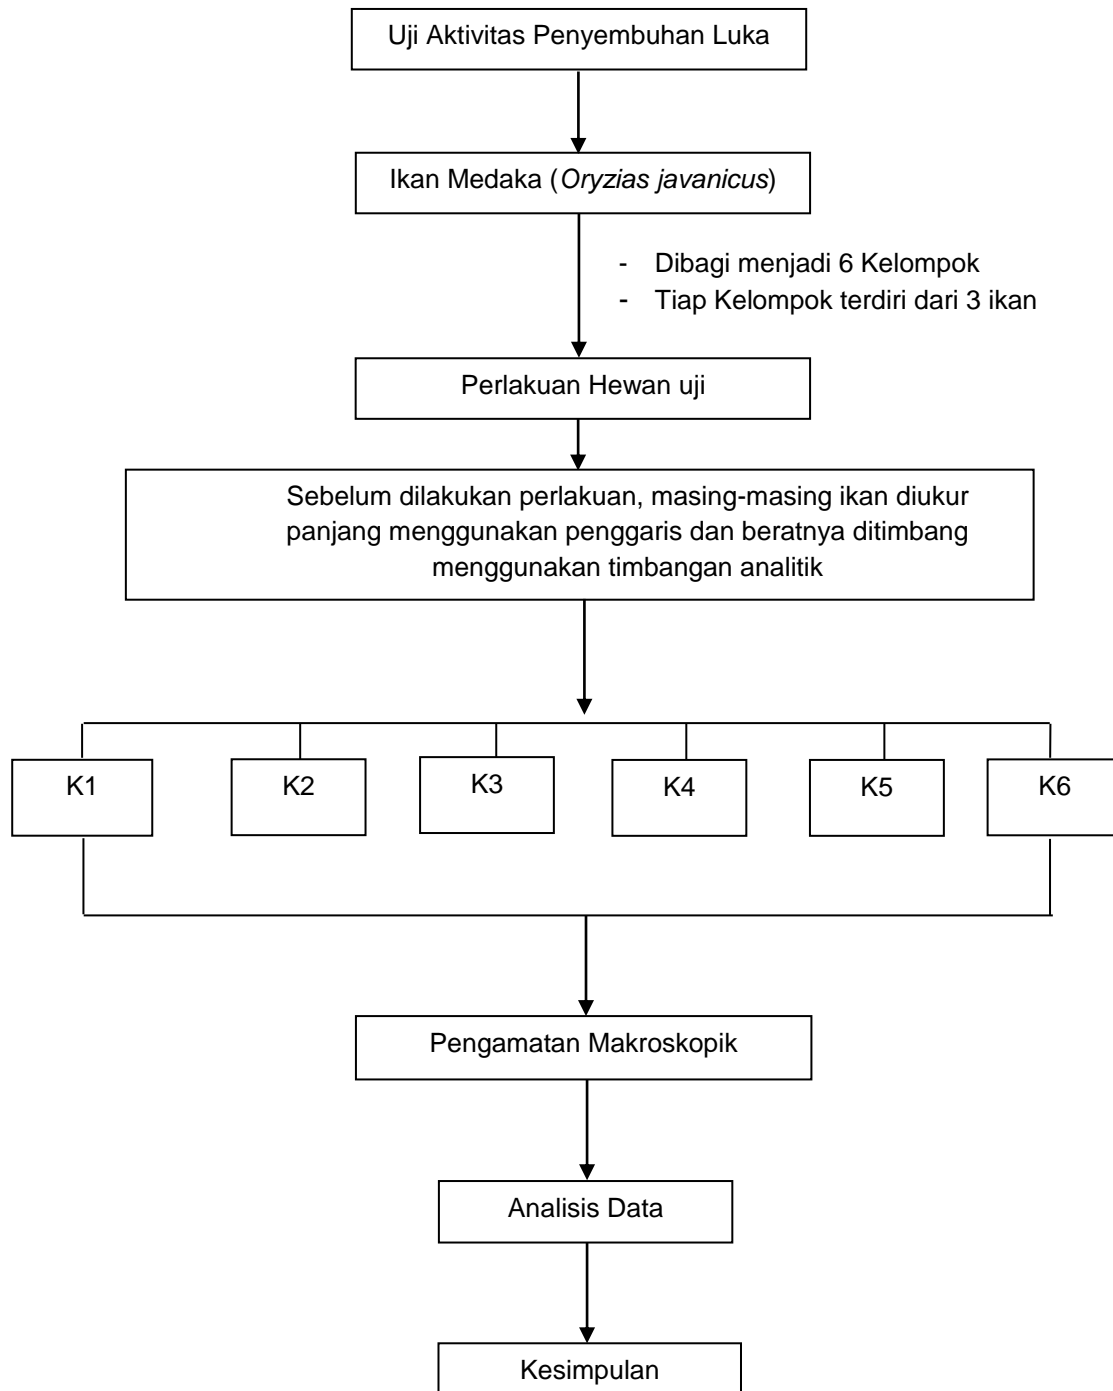 Uji Aktivitas Penyembuhan Luka
Ikan Medaka (Oryzias javanicus)
- Dibagi menjadi 6 Kelompok
- Tiap Kelompok terdiri dari 3 ikan
Perlakuan Hewan uji
Sebelum dilakukan perlakuan, masing-masing ikan diukur
panjang menggunakan penggaris dan beratnya ditimbang
menggunakan timbangan analitik
K1
K2
K3
K4
K5
K6
Pengamatan Makroskopik
Analisis Data
Kesimpulan